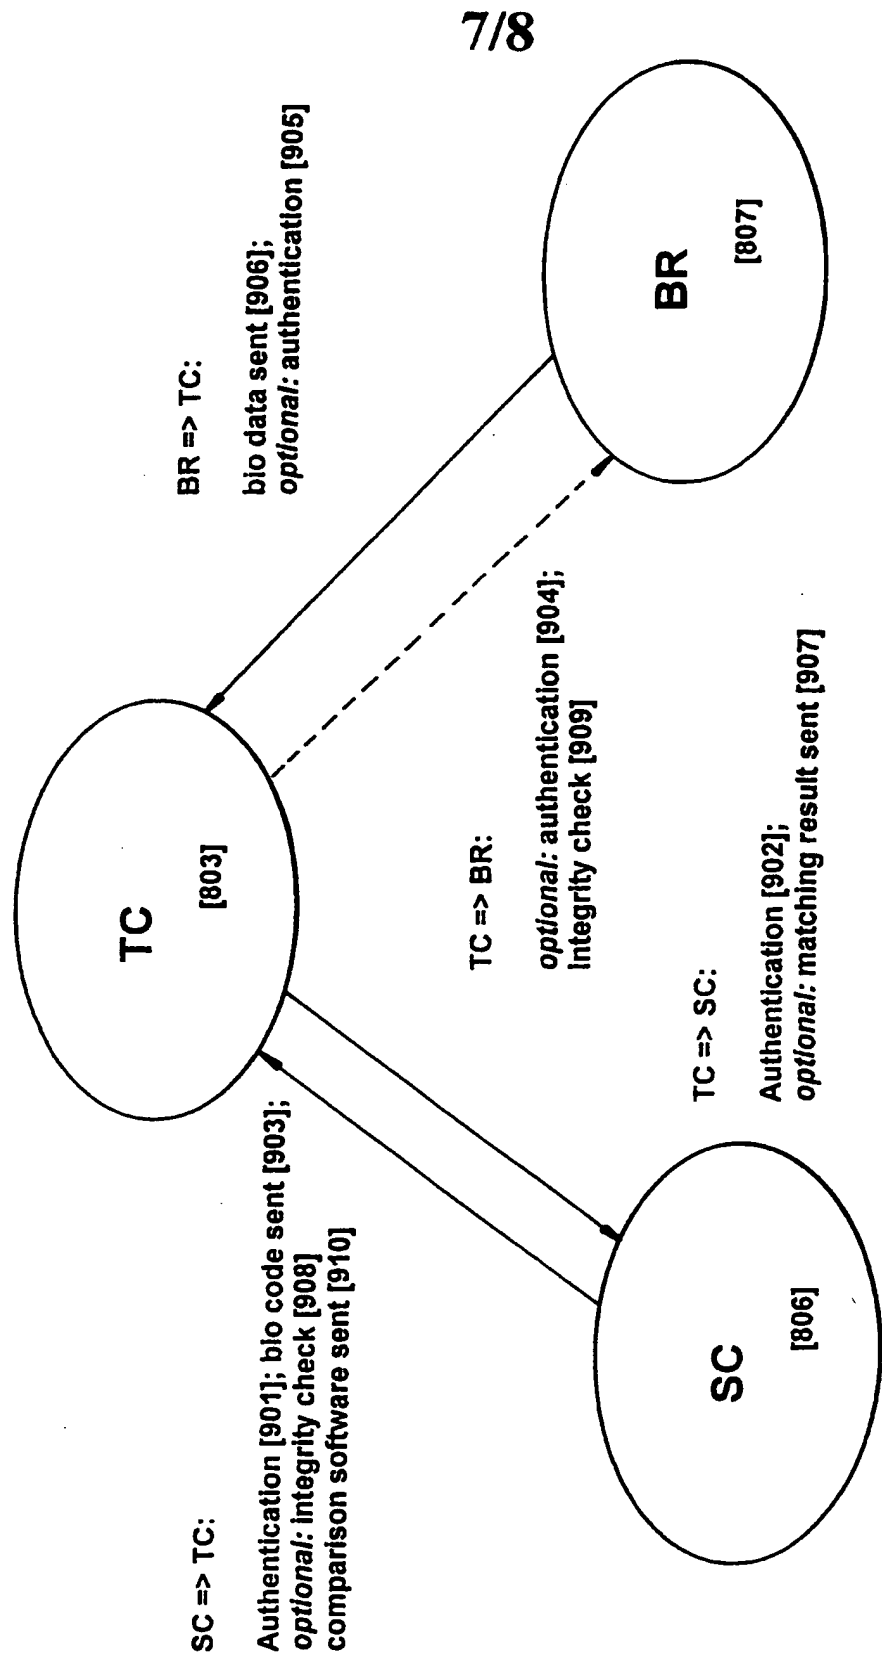 7/8
SC => TC:
Authentication [901]; bio code sent [903];
optional: integrity check [908]
comparison software sent [910]
TC
[803]
BR => TC:
bio data sent [906];
optional: authentication [905]
TC => BR:
optional: authentication [904];
Integrity check [909]
SC
[806]
TC => SC:
Authentication [902];
optional: matching result sent [907]
BR
[807]